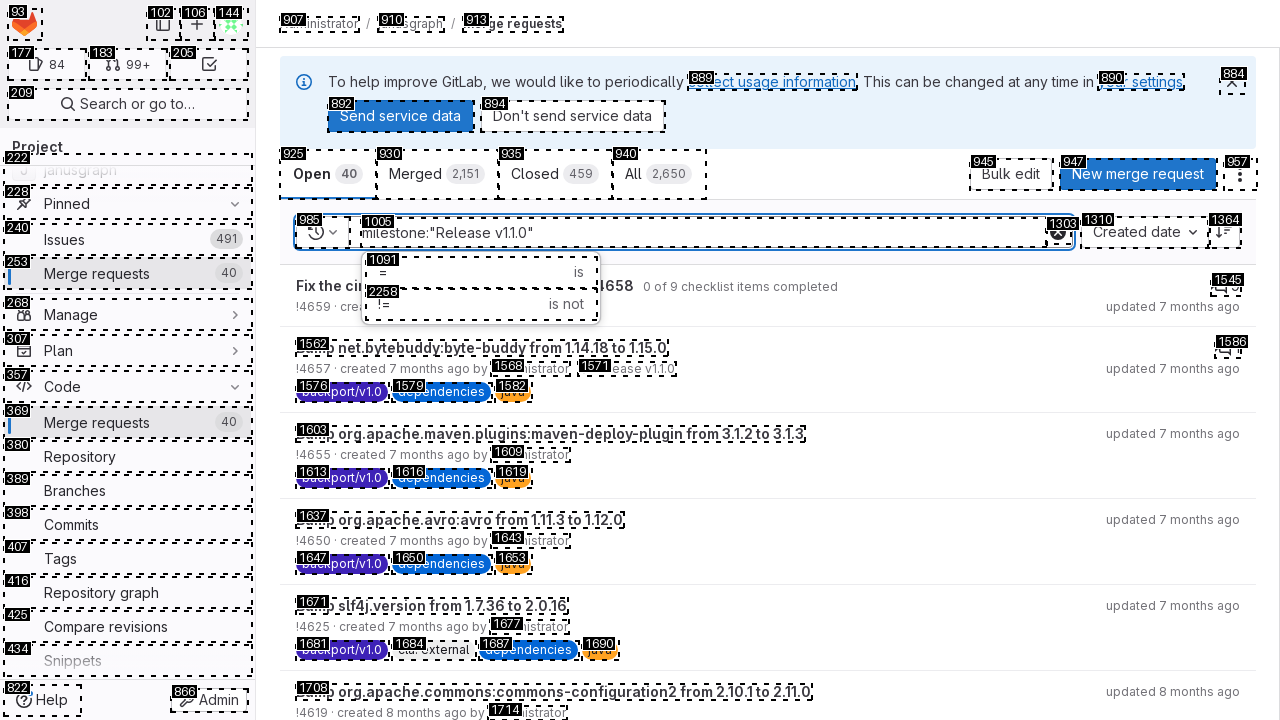 93 102 106 144
177 84 183 99+ 205
209 Search or go to…
Project
222 janusgraph
228 Pinned
240 Issues 491
253 Merge requests 40
268 Manage
307 Plan
357 Code
369 Merge requests 40
380 Repository
389 Branches
398 Commits
407 Tags
416 Repository graph
425 Compare revisions
434 Snippets
822 Help 866 Admin
907 / 910 / 913 Merge requests
To help improve GitLab, we would like to periodically 889 collect usage information. This can be changed at any time in 890 your settings. 884
892 Send service data 894 Don't send service data
925 Open 40 930 Merged 2,151 935 Closed 459 940 All 2,650 945 Bulk edit 947 New merge request 957
985 1005 milestone:"Release v1.1.0" 1303 1310 Created date 1364
1091 = is
2258 != is not
Fix the 4658 0 of 9 checklist items completed 1545
!4659 · updated 7 months ago
1562 Bump net.bytebuddy:byte-buddy from 1.14.18 to 1.15.0 1586
!4657 · created 7 months ago by 1568 1571 Release v1.1.0 updated 7 months ago
1576 backport/v1.0 1579 dependencies 1582 java
1603 Bump org.apache.maven.plugins:maven-deploy-plugin from 3.1.2 to 3.1.3 updated 7 months ago
!4655 · created 7 months ago by 1609
1613 backport/v1.0 1616 dependencies 1619 java
1637 Bump org.apache.avro:avro from 1.11.3 to 1.12.0 updated 7 months ago
!4650 · created 7 months ago by 1643
1647 backport/v1.0 1650 dependencies 1653 java
1671 Bump slf4j.version from 1.7.36 to 2.0.16 updated 7 months ago
!4625 · created 7 months ago by 1677
1681 backport/v1.0 1684 cla: external 1687 dependencies 1690 java
1708 Bump org.apache.commons:commons-configuration2 from 2.10.1 to 2.11.0 updated 8 months ago
!4619 · created 8 months ago by 1714